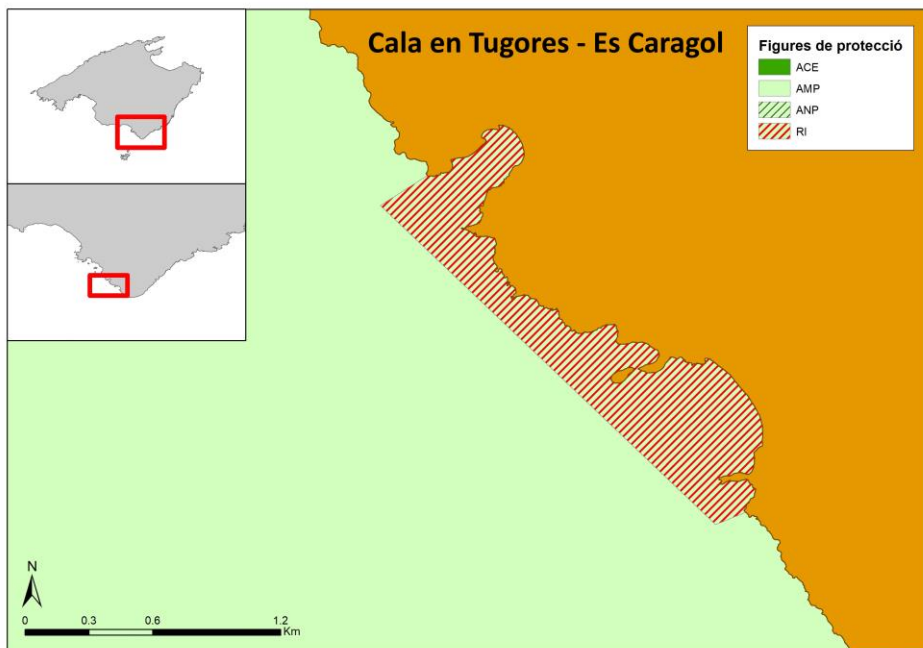 Cala en Tugores - Es Caragol
Figures de protecció
ACE
AMP
ANP
RI
N
0 0.3 0.6 1.2
Km